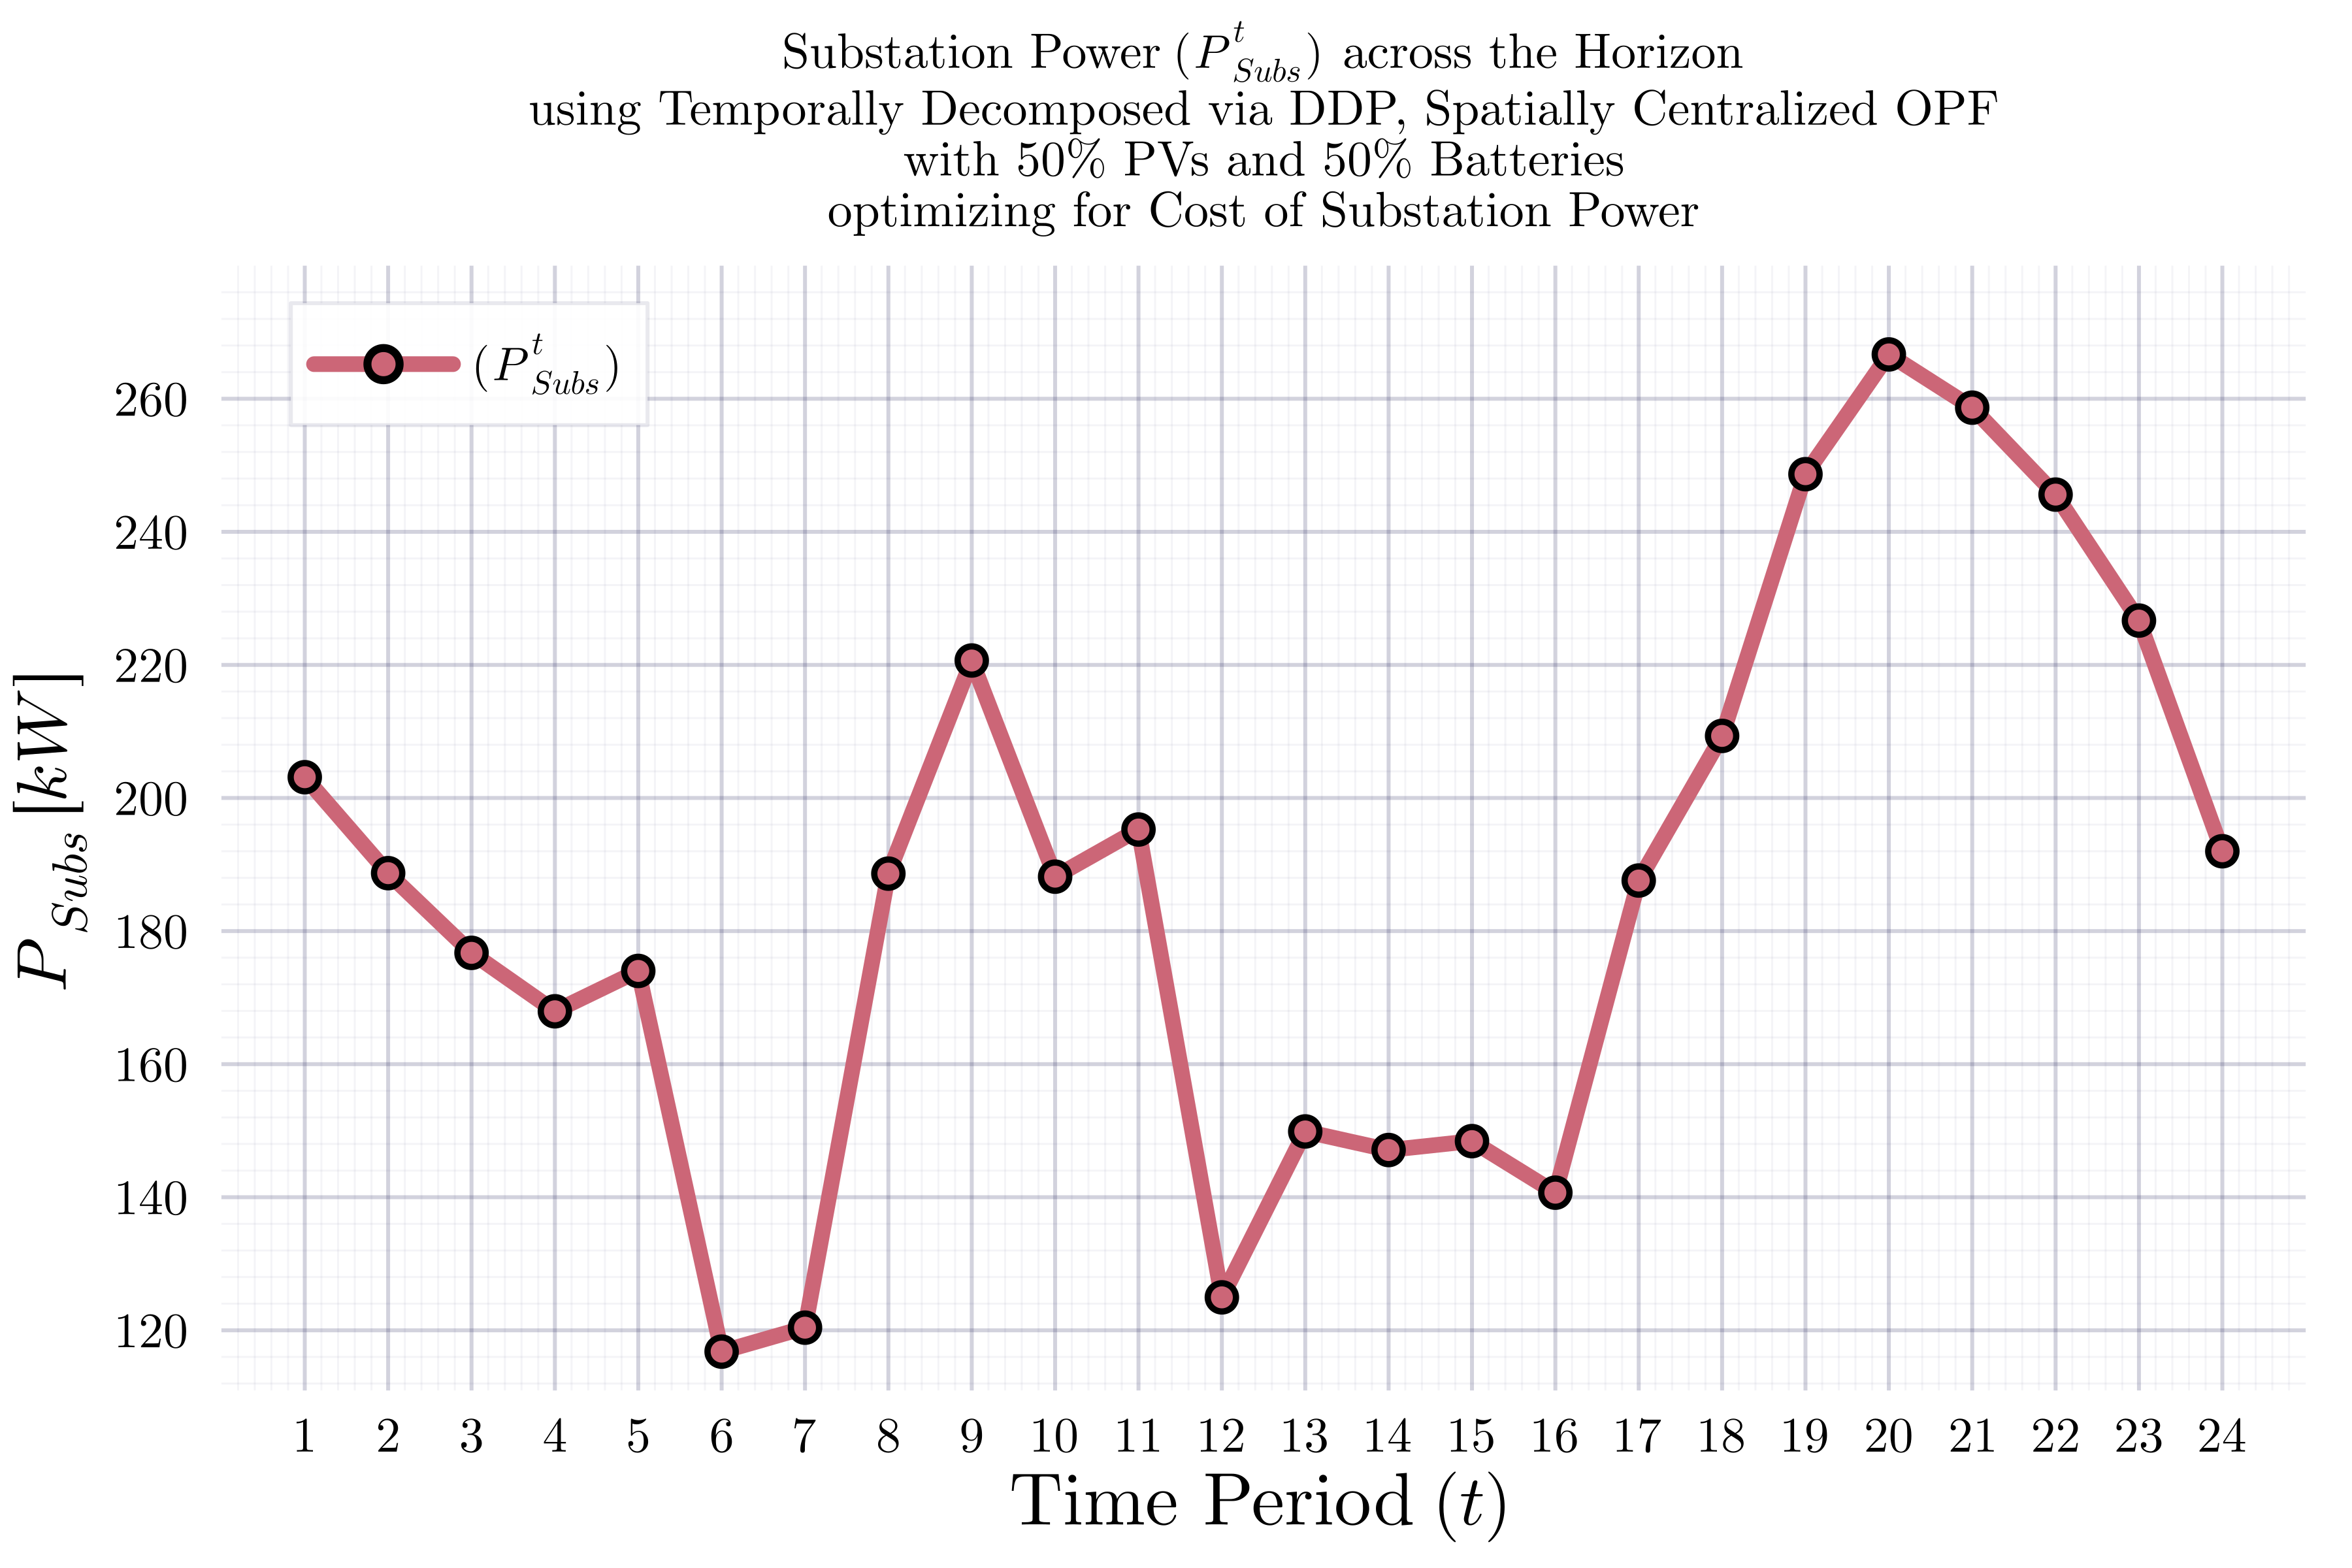 Substation Power (P^t_Subs) across the Horizon
using Temporally Decomposed via DDP, Spatially Centralized OPF
with 50% PVs and 50% Batteries
optimizing for Cost of Substation Power
(P^t_Subs)
260
240
220
200
180
160
140
120
P_Subs [kW]
1 2 3 4 5 6 7 8 9 10 11 12 13 14 15 16 17 18 19 20 21 22 23 24
Time Period (t)